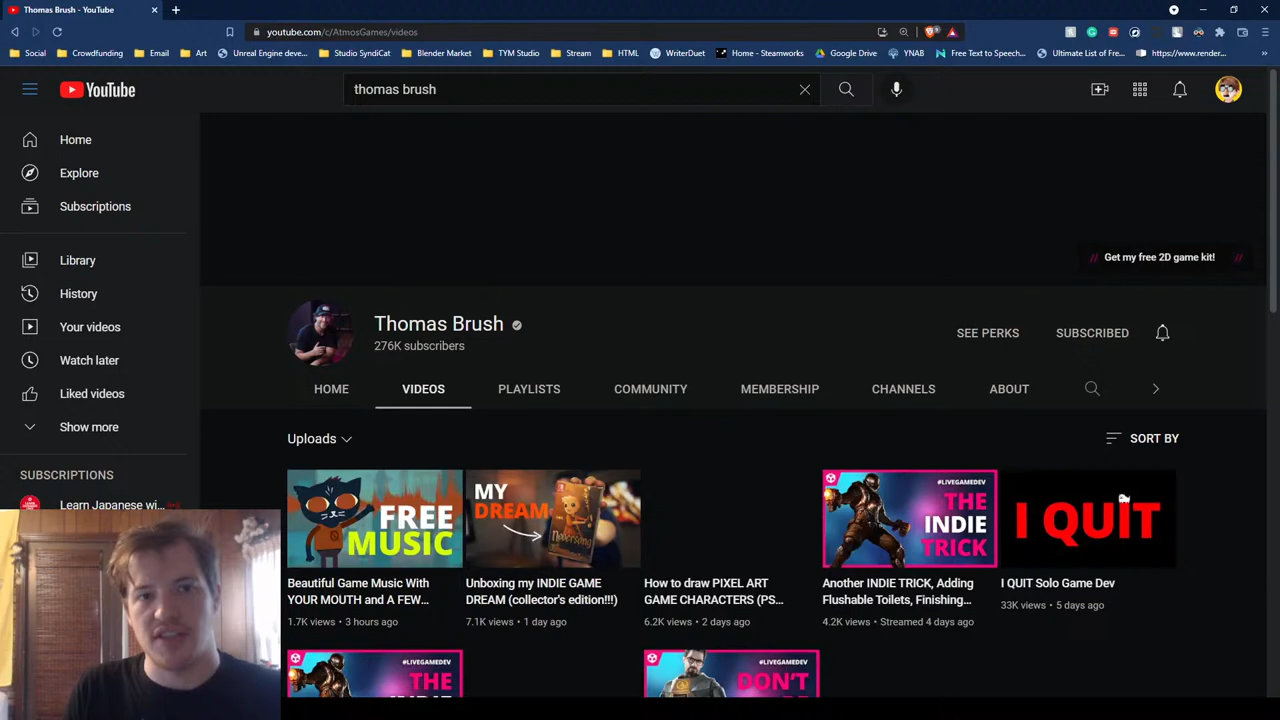 Thomas Brush - YouTube
youtube.com/c/AtmosGames/videos
Social
Crowdfunding
Email
Art
Unreal Engine deve...
Studio SyndiCat
Blender Market
TYM Studio
Stream
HTML
WriterDuet
Home - Steamworks
Google Drive
YNAB
Free Text to Speech...
Ultimate List of Free...
https://www.render...
YouTube
thomas brush
Home
Explore
Subscriptions
Library
History
Your videos
Watch later
Liked videos
Show more
SUBSCRIPTIONS
Learn Japanese wi...
// Get my free 2D game kit! //
Thomas Brush
276K subscribers
SEE PERKS
SUBSCRIBED
HOME
VIDEOS
PLAYLISTS
COMMUNITY
MEMBERSHIP
CHANNELS
ABOUT
Uploads
SORT BY
FREE
MUSIC
Beautiful Game Music With
YOUR MOUTH and A FEW...
1.7K views • 3 hours ago
MY
DREAM
Neversong
Unboxing my INDIE GAME
DREAM (collector's edition!!!)
7.1K views • 1 day ago
How to draw PIXEL ART
GAME CHARACTERS (PS...
6.2K views • 2 days ago
#LIVEGAMEDEV
THE
INDIE
TRICK
Another INDIE TRICK, Adding
Flushable Toilets, Finishing...
4.2K views • Streamed 4 days ago
I QUIT
I QUIT Solo Game Dev
33K views • 5 days ago
#LIVEGAMEDEV
THE
INDIE
#LIVEGAMEDEV
DON'T